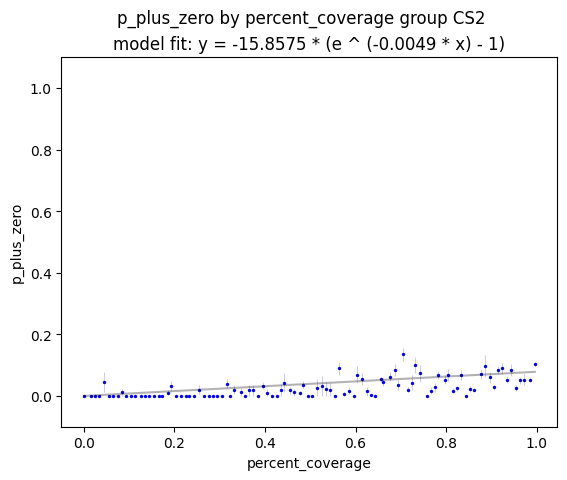 p_plus_zero by percent_coverage group CS2
model fit: y = -15.8575 * (e ^ (-0.0049 * x) - 1)
1.0
0.8
0.6
0.4
0.2
0.0
p_plus_zero
0.0 0.2 0.4 0.6 0.8 1.0
percent_coverage